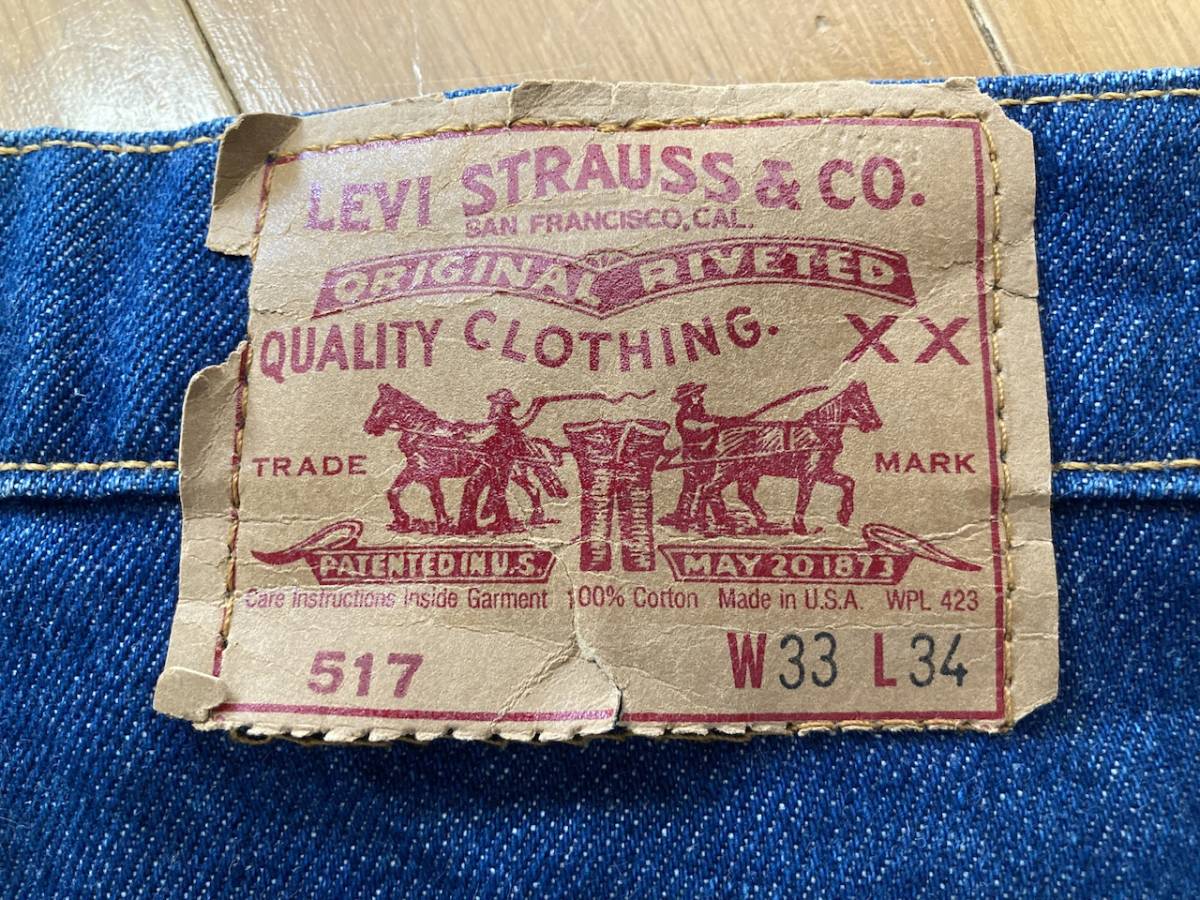 LEVI STRAUSS & CO.
SAN FRANCISCO, CAL.
ORIGINAL RIVETED
QUALITY CLOTHING. XX
TRADE MARK
PATENTED IN U.S. MAY 20 1873
Care instructions Inside Garment 100% Cotton Made in U.S.A. WPL 423
517 W33 L34